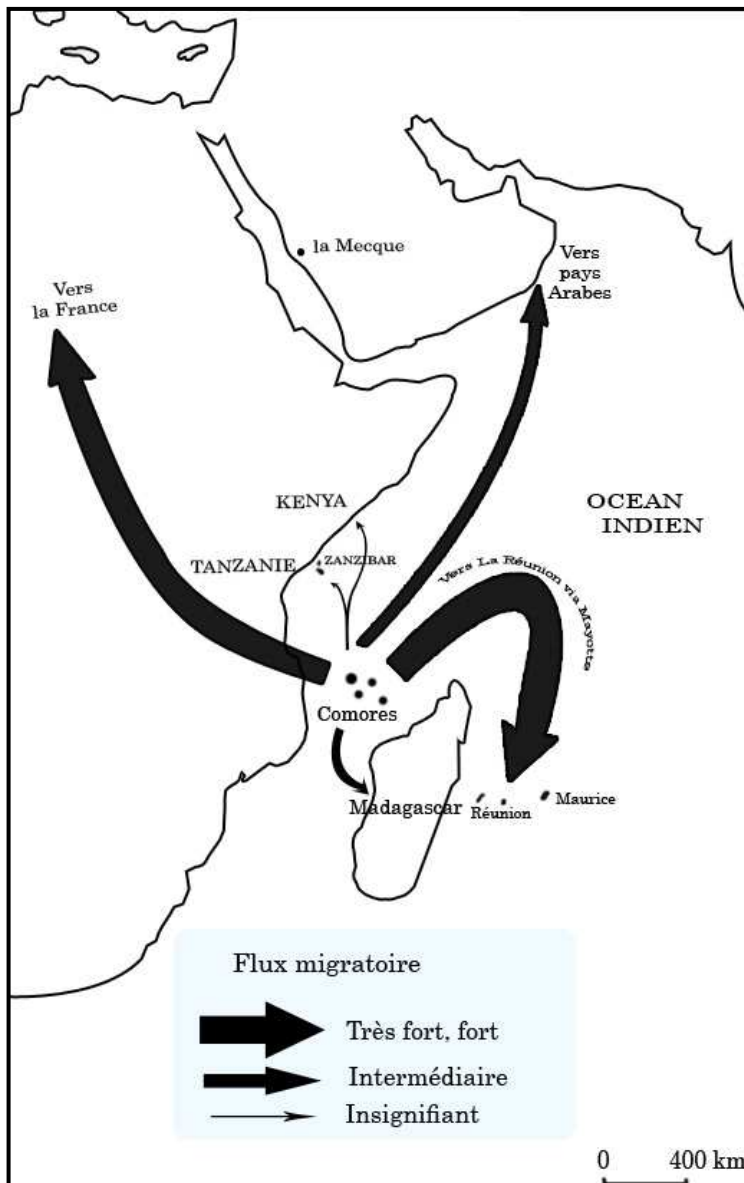 la Mecque
Vers
pays
Arabes
Vers
la France
KENYA
OCEAN
INDIEN
TANZANIE
ZANZIBAR
Vers La Réunion via Mayotte
Comores
Madagascar
Réunion
Maurice
Flux migratoire
Très fort, fort
Intermédiaire
Insignifiant
0 400 km